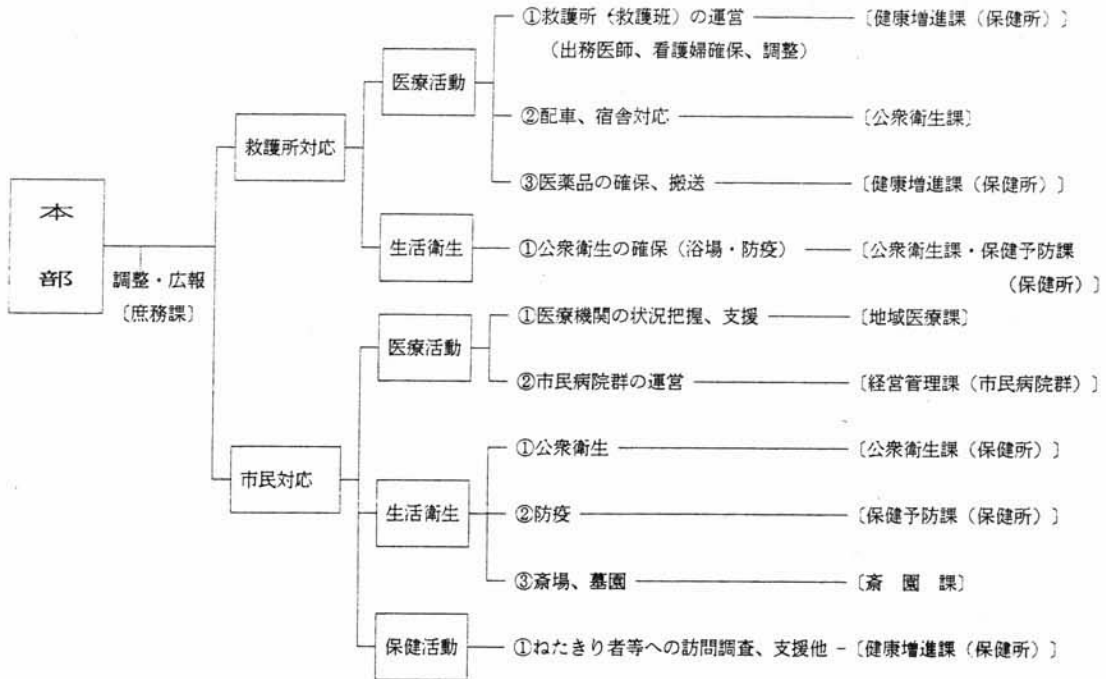 本部
調整・広報
〔庶務課〕
救護所対応
医療活動
①救護所(救護班)の運営
(出務医師、看護婦確保、調整)
〔健康増進課(保健所)〕
②配車、宿舎対応
〔公衆衛生課〕
③医薬品の確保、搬送
〔健康増進課(保健所)〕
生活衛生
①公衆衛生の確保(浴場・防疫)
〔公衆衛生課・保健予防課
(保健所)〕
市民対応
医療活動
①医療機関の状況把握、支援
〔地域医療課〕
②市民病院群の運営
〔経営管理課(市民病院群)〕
生活衛生
①公衆衛生
〔公衆衛生課(保健所)〕
②防疫
〔保健予防課(保健所)〕
③斎場、墓園
〔斎園課〕
保健活動
①ねたきり者等への訪問調査、支援他
〔健康増進課(保健所)〕